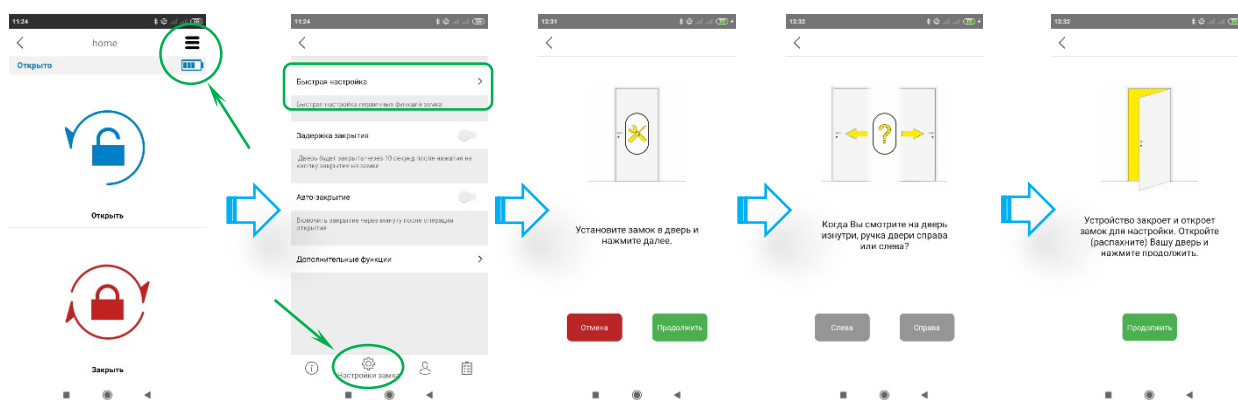 11:24
home
Открыто
Открыть
Закрыть
11:24
Быстрая настройка
Быстрая настройка первичных функций замка
Задержка закрытия
Дверь будет закрыта через 10 секунд после нажатия на
кнопку закрытия на замке
Авто закрытие
Включить закрытие через минуту после операции
открытия
Дополнительные функции
Настройки замка
12:31
Установите замок в дверь и
нажмите далее.
Отмена
Продолжить
12:32
?
Когда Вы смотрите на дверь
изнутри, ручка двери справа
или слева?
Слева
Справа
12:32
Устройство закроет и откроет
замок для настройки. Откройте
(распахните) Вашу дверь и
нажмите продолжить.
Продолжить